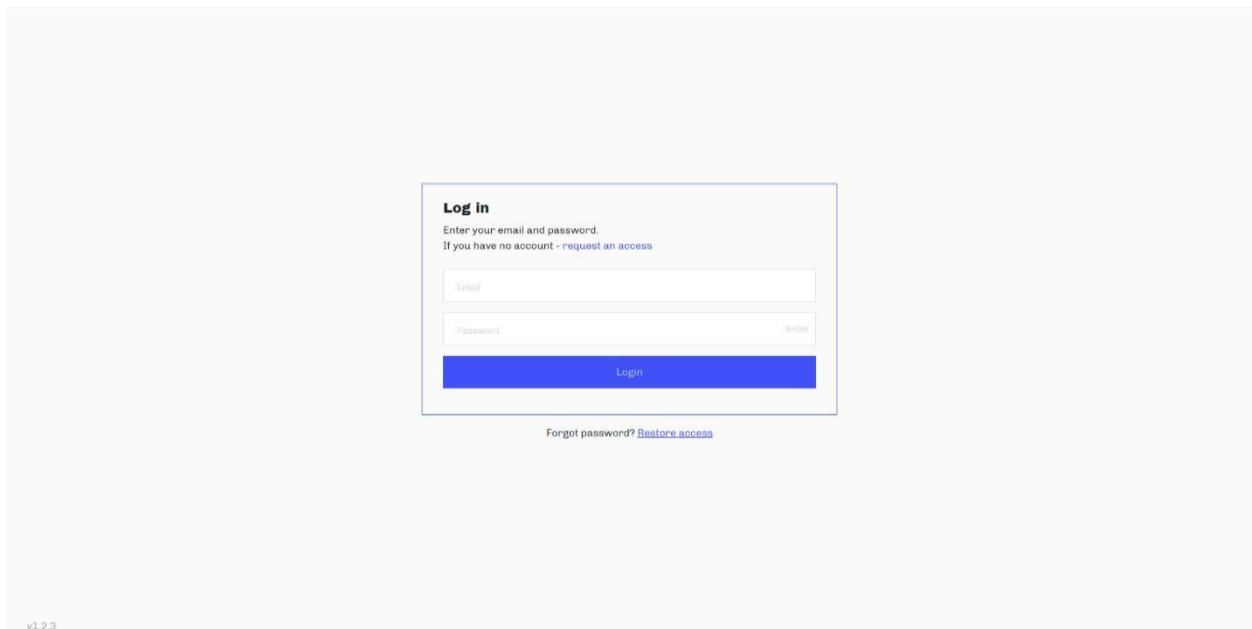 Log in
Enter your email and password.
If you have no account - request an access
Email
Password
SHOW
Login
Forgot password? Restore access
v1.2.3